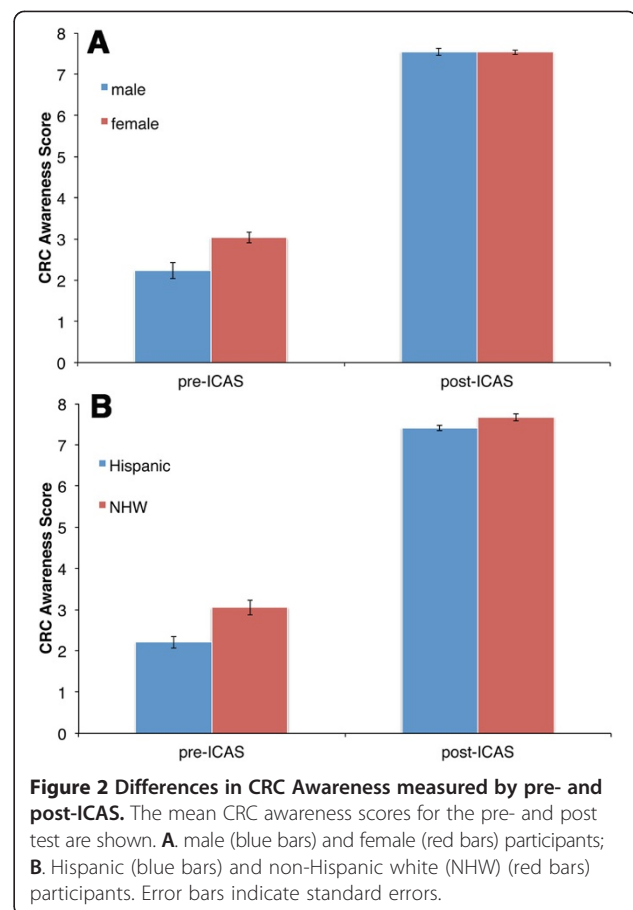 A
8
7
6
5
4
3
2
1
0
CRC Awareness Score
male
female
pre-ICAS
post-ICAS
B
8
7
6
5
4
3
2
1
0
CRC Awareness Score
Hispanic
NHW
pre-ICAS
post-ICAS
Figure 2 Differences in CRC Awareness measured by pre- and
post-ICAS. The mean CRC awareness scores for the pre- and post
test are shown. A. male (blue bars) and female (red bars) participants;
B. Hispanic (blue bars) and non-Hispanic white (NHW) (red bars)
participants. Error bars indicate standard errors.